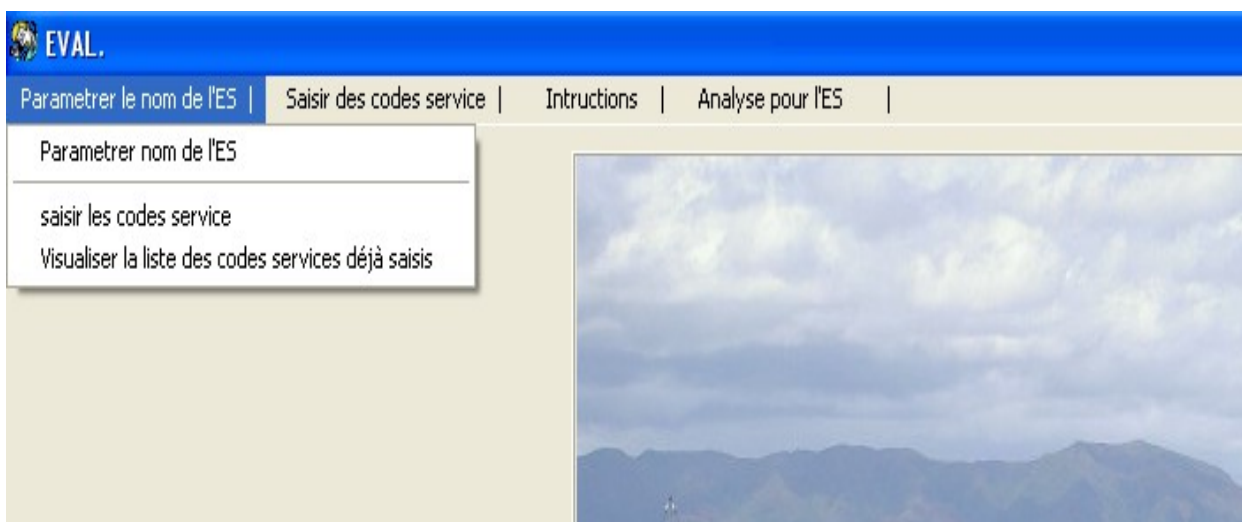 EVAL.
Parametrer le nom de l'ES | Saisir des codes service | Intructions | Analyse pour l'ES |
Parametrer nom de l'ES
saisir les codes service
Visualiser la liste des codes services déjà saisis